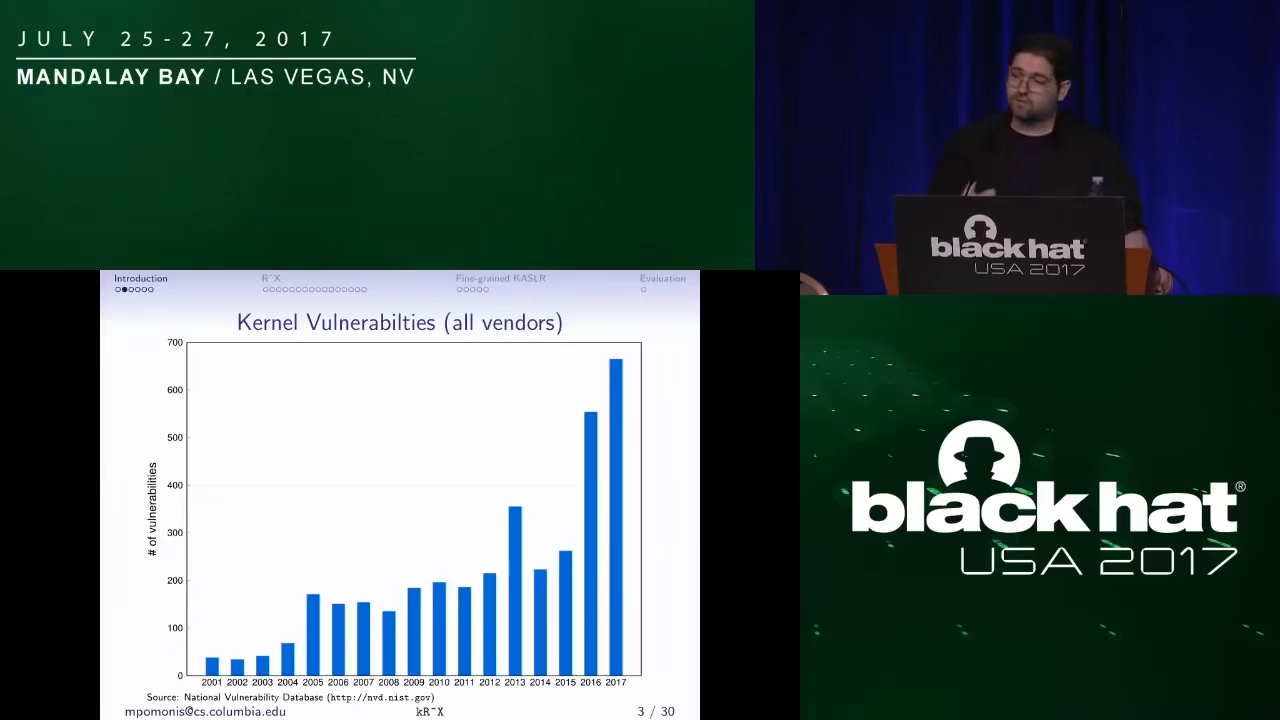 JULY 25-27, 2017
MANDALAY BAY / LAS VEGAS, NV
black hat
USA 2017
Introduction
R^X
Fine-grained KASLR
Evaluation
Kernel Vulnerabilties (all vendors)
700
600
500
400
300
200
100
0
# of vulnerabilities
2001 2002 2003 2004 2005 2006 2007 2008 2009 2010 2011 2012 2013 2014 2015 2016 2017
Source: National Vulnerability Database (http://nvd.nist.gov)
mpomonis@cs.columbia.edu
kR^X
3 / 30
black hat®
USA 2017